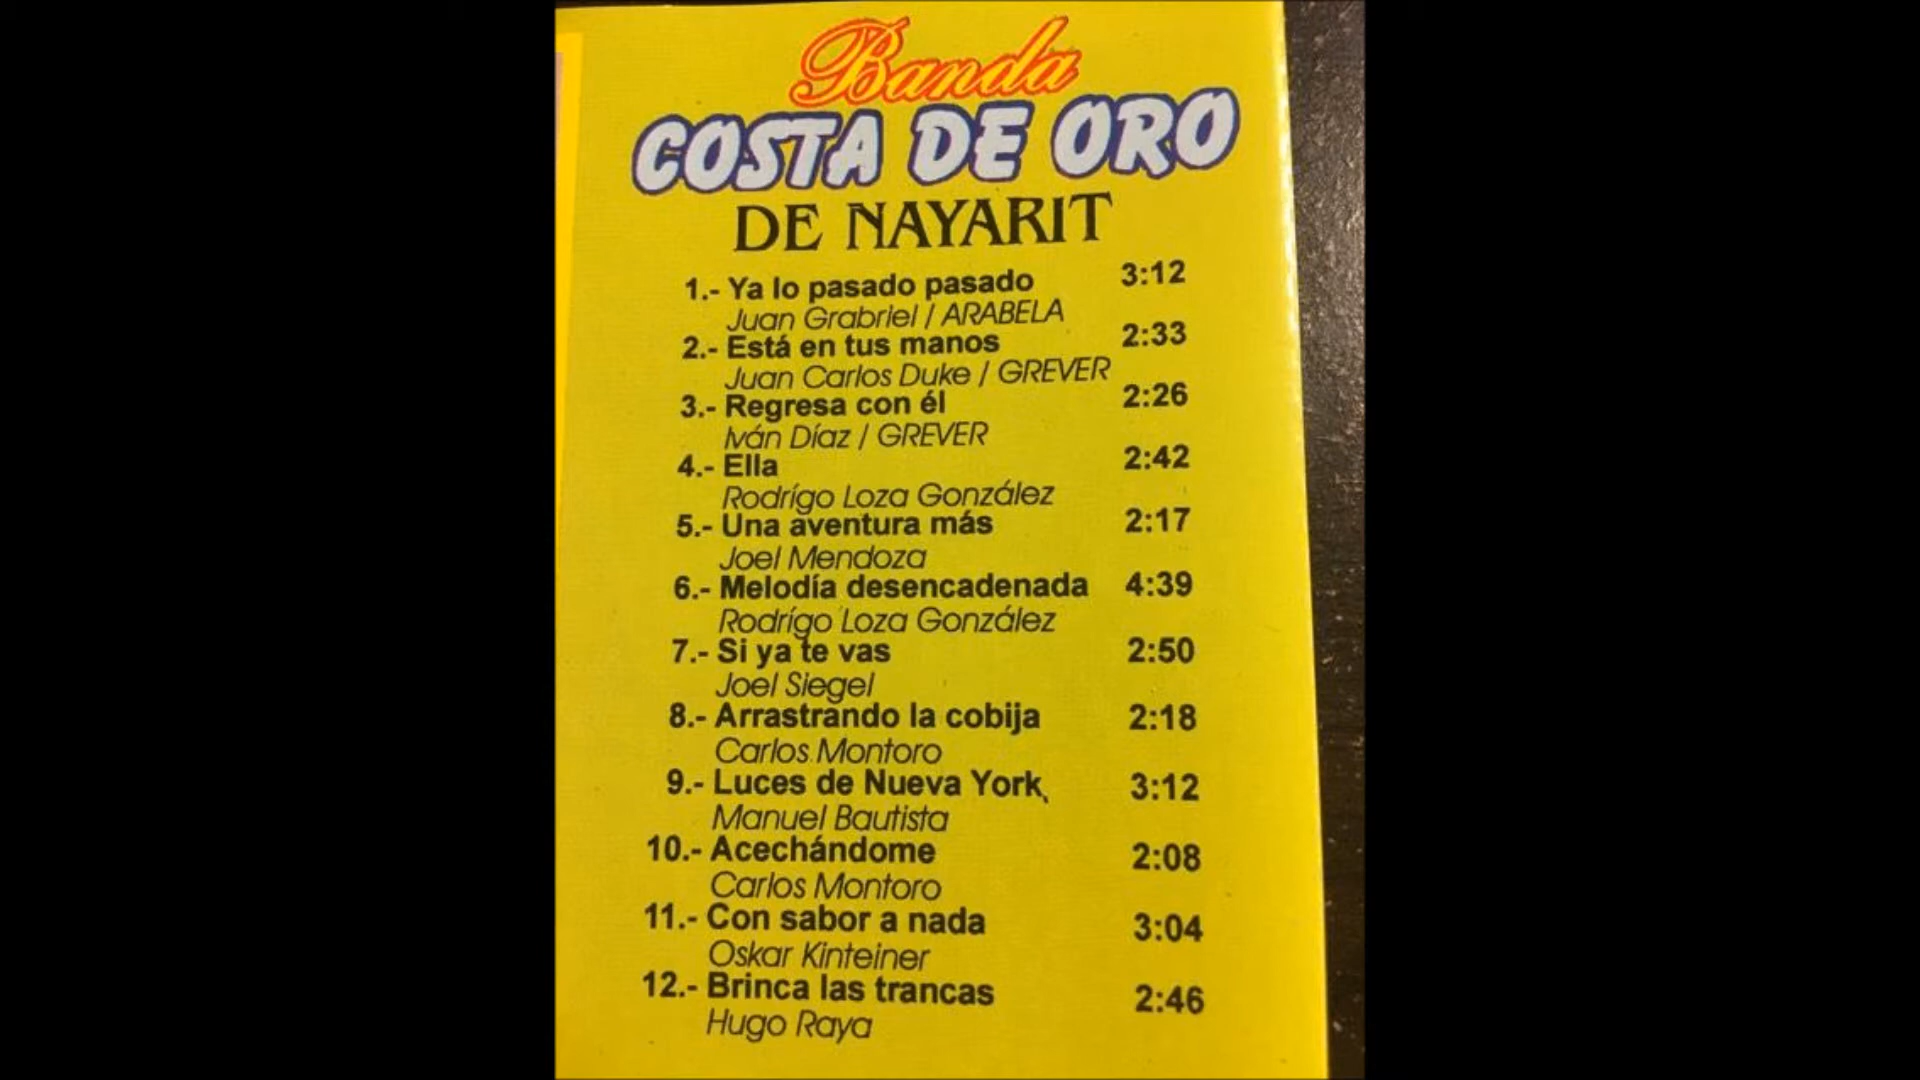 Banda
COSTA DE ORO
DE NAYARIT
1.- Ya lo pasado pasado 3:12
Juan Grabriel / ARABELA
2.- Está en tus manos 2:33
Juan Carlos Duke / GREVER
3.- Regresa con él 2:26
Iván Díaz / GREVER
4.- Ella 2:42
Rodrígo Loza González
5.- Una aventura más 2:17
Joel Mendoza
6.- Melodía desencadenada 4:39
Rodrígo Loza González
7.- Si ya te vas 2:50
Joel Siegel
8.- Arrastrando la cobija 2:18
Carlos Montoro
9.- Luces de Nueva York 3:12
Manuel Bautista
10.- Acechándome 2:08
Carlos Montoro
11.- Con sabor a nada 3:04
Oskar Kinteiner
12.- Brinca las trancas 2:46
Hugo Raya